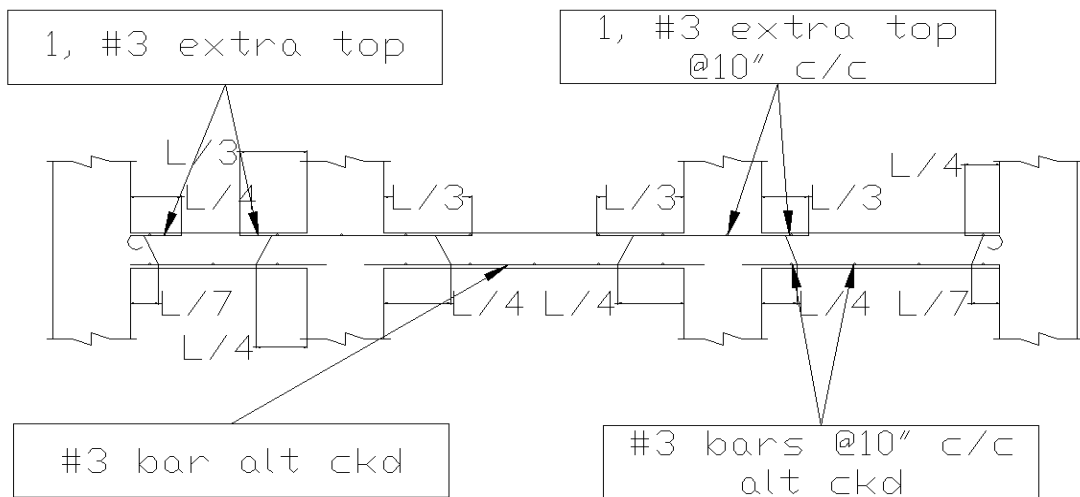 1, #3 extra top
1, #3 extra top
@10" c/c
L/3
L/4
L/3
L/3
L/3
L/4
L/7
L/4
L/4
L/4
L/4
L/7
#3 bar alt ckd
#3 bars @10" c/c
alt ckd